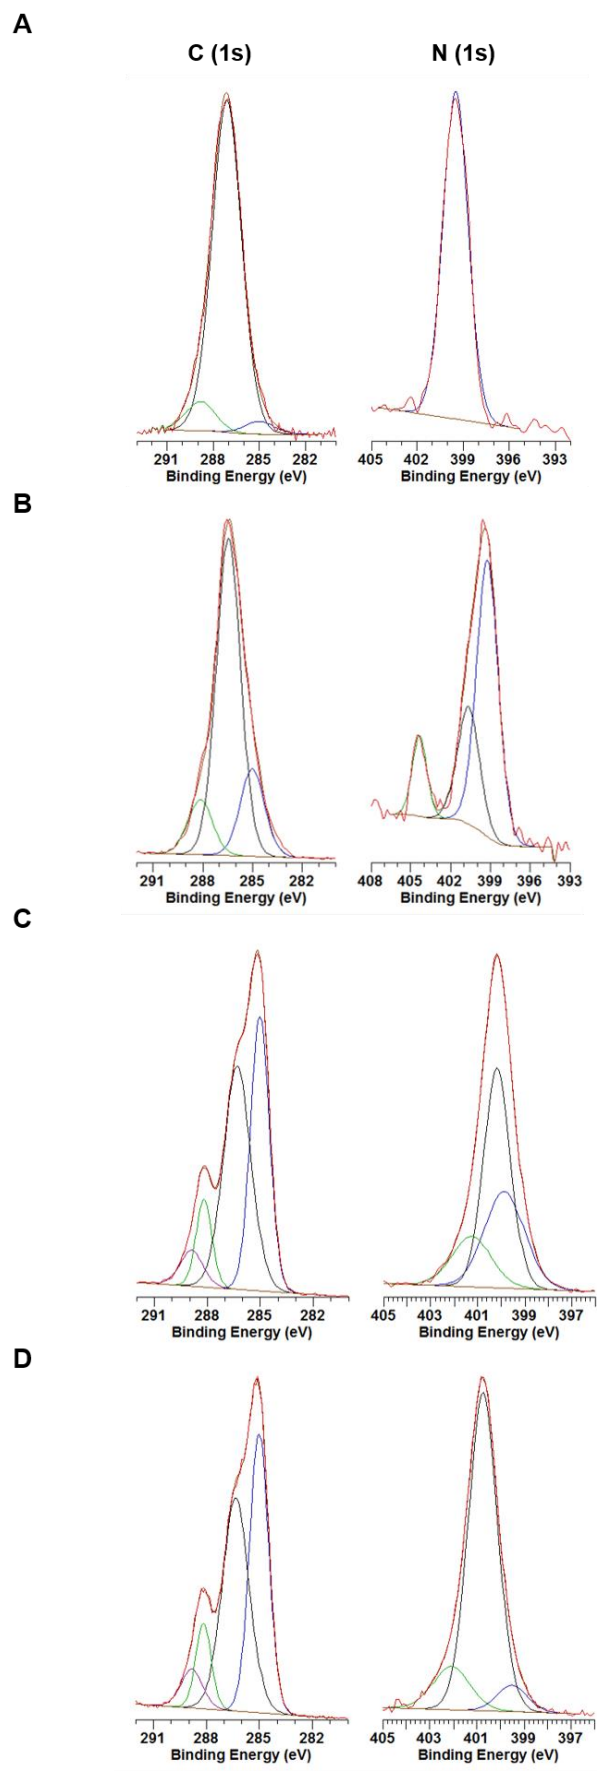 A
C (1s) N (1s)
291 288 285 282 405 402 399 396 393
Binding Energy (eV) Binding Energy (eV)
B
291 288 285 282 408 405 402 399 396 393
Binding Energy (eV) Binding Energy (eV)
C
291 288 285 282 405 403 401 399 397
Binding Energy (eV) Binding Energy (eV)
D
291 288 285 282 405 403 401 399 397
Binding Energy (eV) Binding Energy (eV)